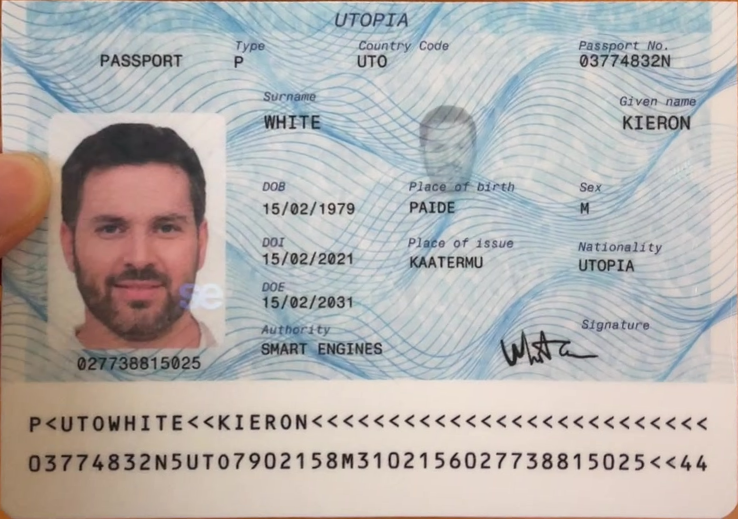 UTOPIA
PASSPORT
Type
P
Country Code
UTO
Passport No.
03774832N
Surname
WHITE
Given name
KIERON
DOB
15/02/1979
Place of birth
PAIDE
Sex
M
DOI
15/02/2021
Place of issue
KAATERMU
Nationality
UTOPIA
DOE
15/02/2031
Authority
SMART ENGINES
Signature
se
027738815025
P<UTOWHITE<<KIERON<<<<<<<<<<<<<<<<<<<<<<<<<<
03774832N5UTO7902158M3102156027738815025<<44